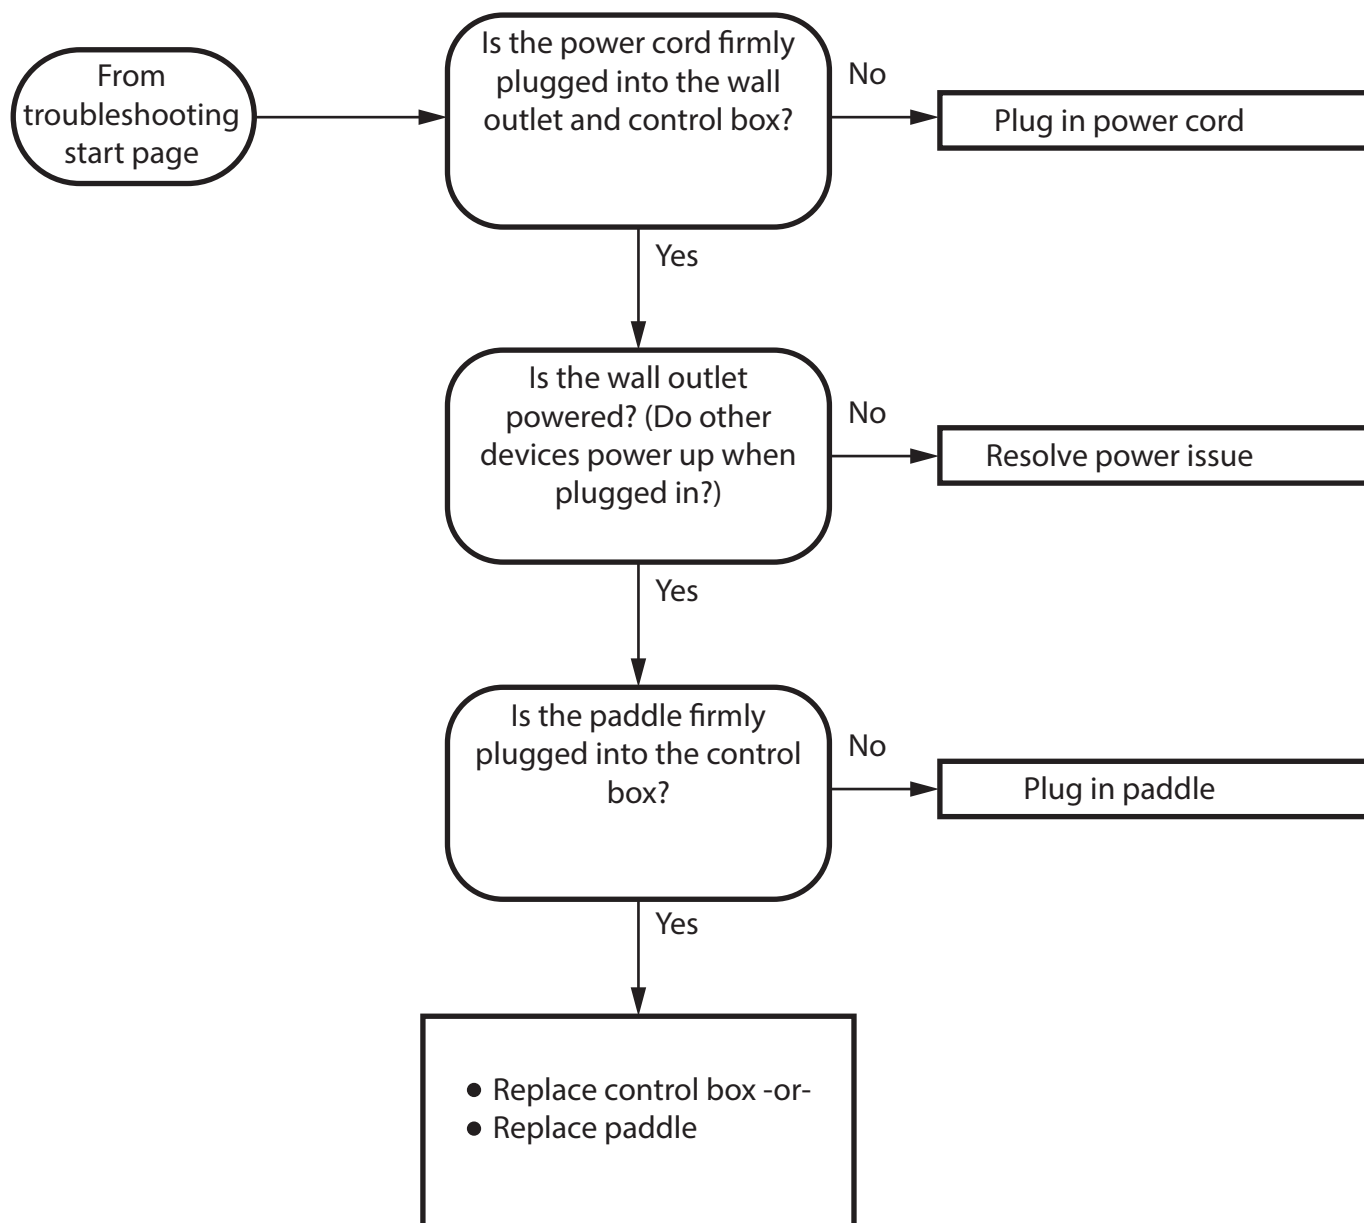 From
troubleshooting
start page
Is the power cord firmly
plugged into the wall
outlet and control box?
No
Plug in power cord
Yes
Is the wall outlet
powered? (Do other
devices power up when
plugged in?)
No
Resolve power issue
Yes
Is the paddle firmly
plugged into the control
box?
No
Plug in paddle
Yes
● Replace control box -or-
● Replace paddle